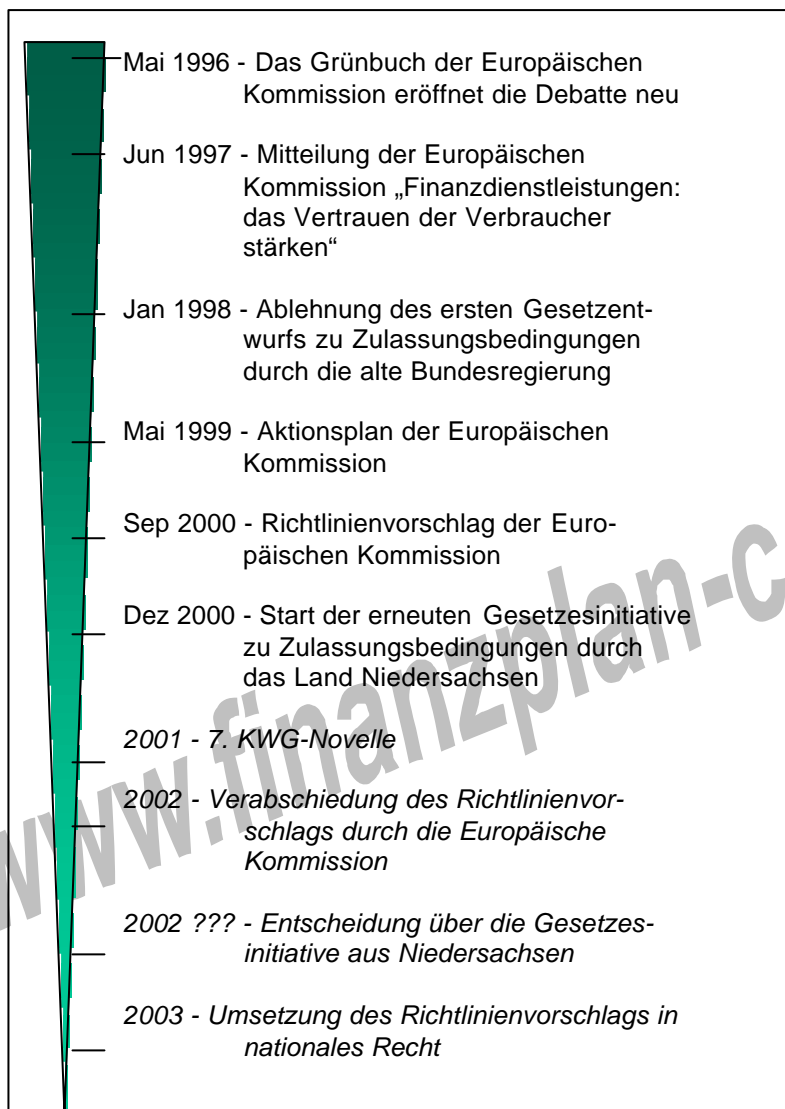 Mai 1996 - Das Grünbuch der Europäischen
Kommission eröffnet die Debatte neu
Jun 1997 - Mitteilung der Europäischen
Kommission „Finanzdienstleistungen:
das Vertrauen der Verbraucher
stärken“
Jan 1998 - Ablehnung des ersten Gesetzent-
wurfs zu Zulassungsbedingungen
durch die alte Bundesregierung
Mai 1999 - Aktionsplan der Europäischen
Kommission
Sep 2000 - Richtlinienvorschlag der Euro-
päischen Kommission
Dez 2000 - Start der erneuten Gesetzesinitiative
zu Zulassungsbedingungen durch
das Land Niedersachsen
2001 - 7. KWG-Novelle
2002 - Verabschiedung des Richtlinienvor-
schlags durch die Europäische
Kommission
2002 ??? - Entscheidung über die Gesetzes-
initiative aus Niedersachsen
2003 - Umsetzung des Richtlinienvorschlags in
nationales Recht
www.finanzplan-c